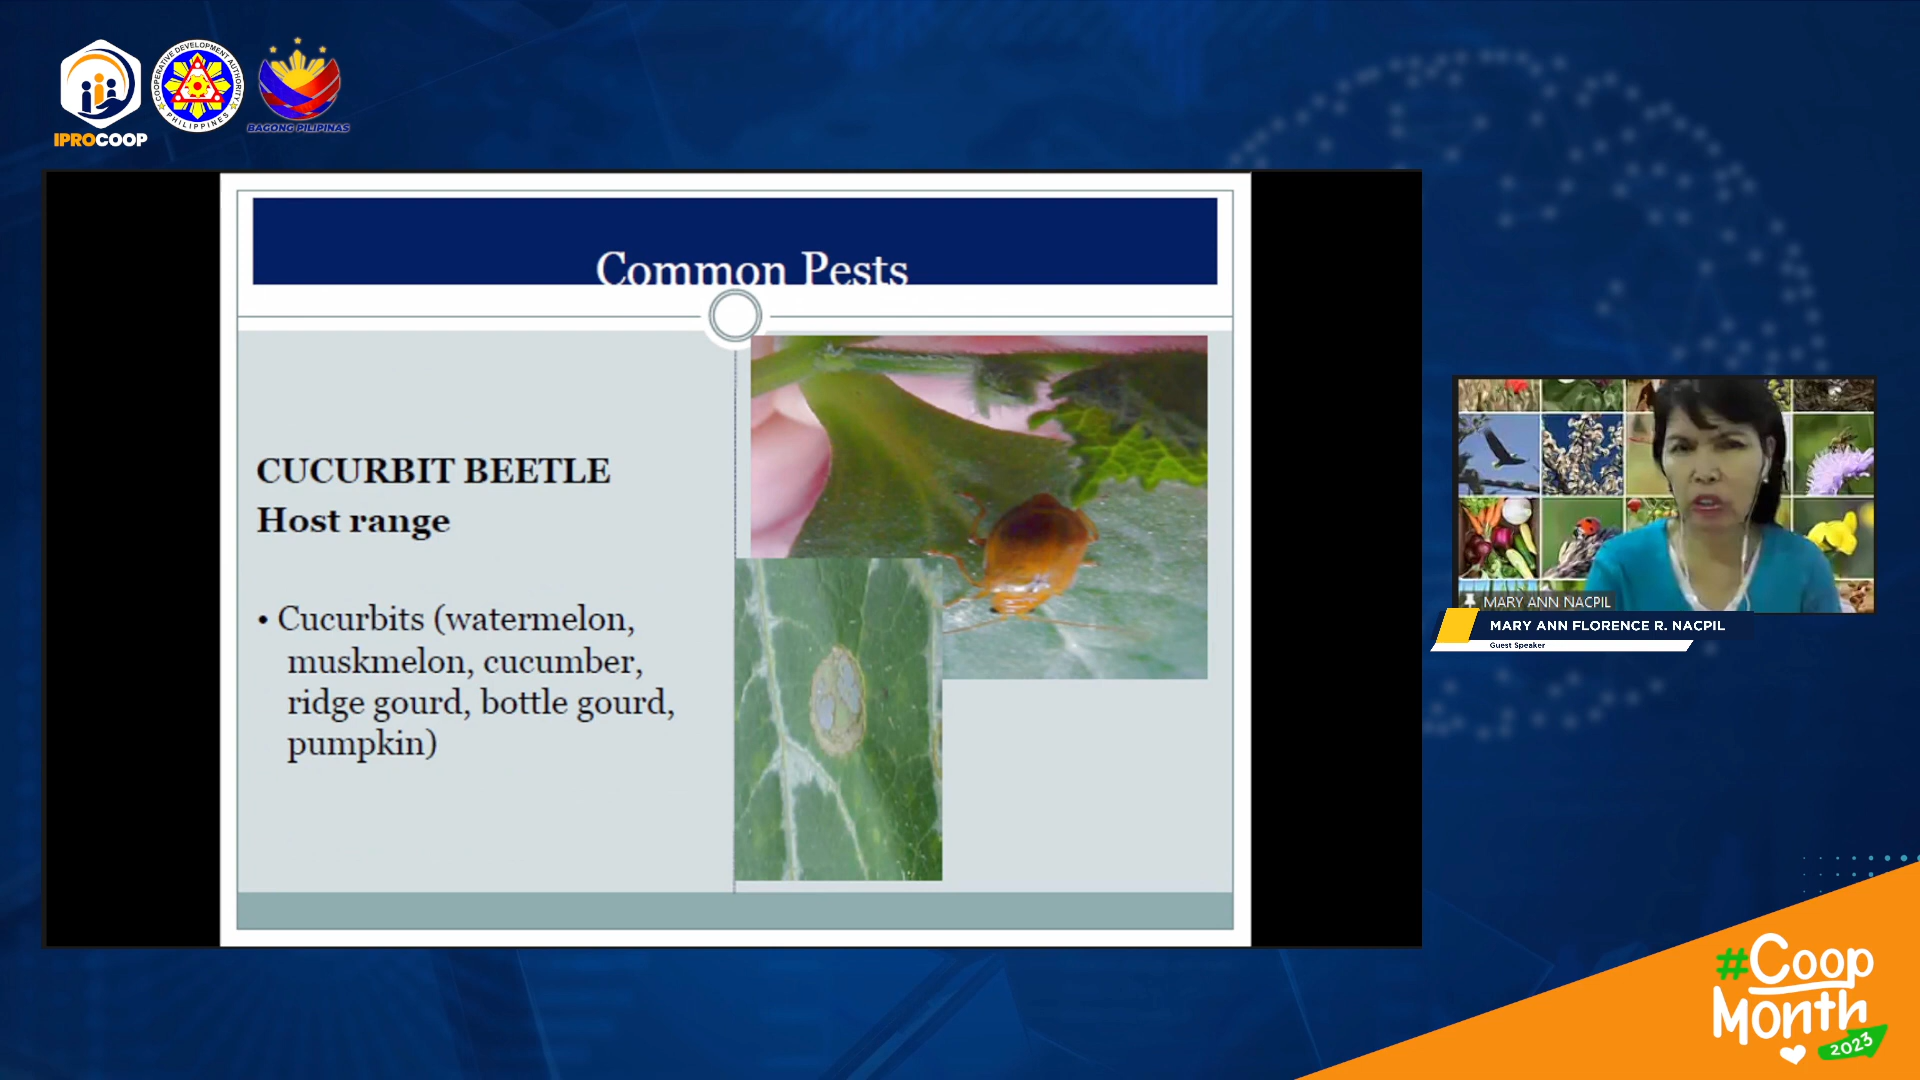 IPROCOOP
COOPERATIVE DEVELOPMENT AUTHORITY
PHILIPPINES
BAGONG PILIPINAS
Common Pests
CUCURBIT BEETLE
Host range
• Cucurbits (watermelon,
muskmelon, cucumber,
ridge gourd, bottle gourd,
pumpkin)
MARY ANN NACPIL
MARY ANN FLORENCE R. NACPIL
Guest Speaker
#Coop
Month
2023